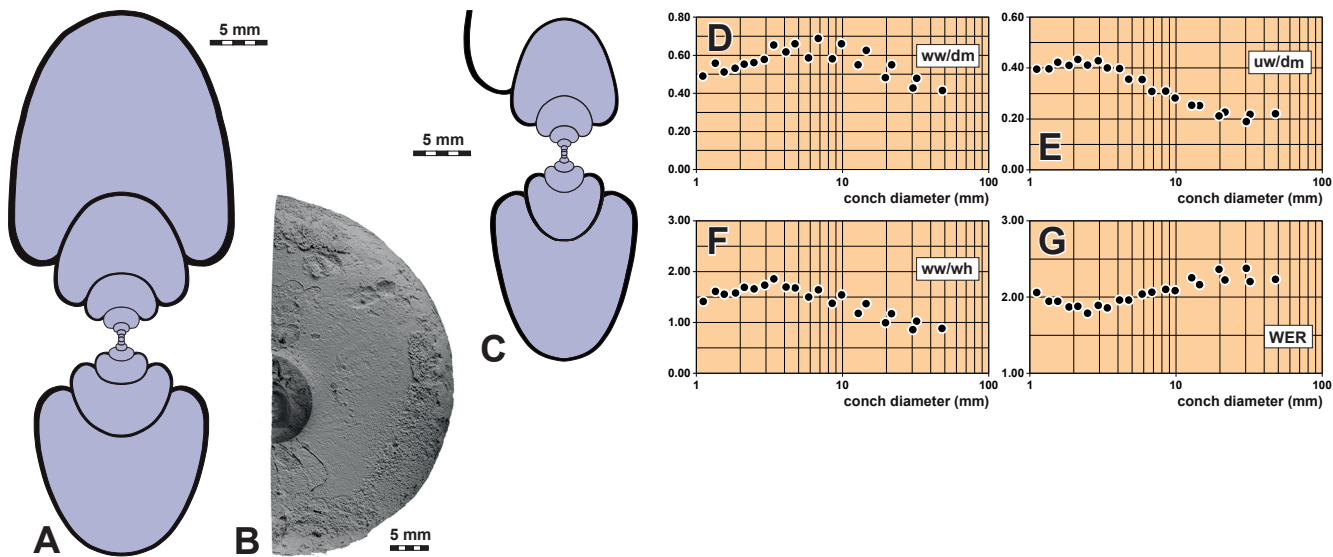 A
5 mm
B
5 mm
C
5 mm
D
ww/dm
0.80
0.60
0.40
0.20
0.00
1 10 100
conch diameter (mm)
E
uw/dm
0.60
0.40
0.20
0.00
1 10 100
conch diameter (mm)
F
ww/wh
3.00
2.00
1.00
0.00
1 10 100
conch diameter (mm)
G
WER
3.00
2.00
1.00
1 10 100
conch diameter (mm)